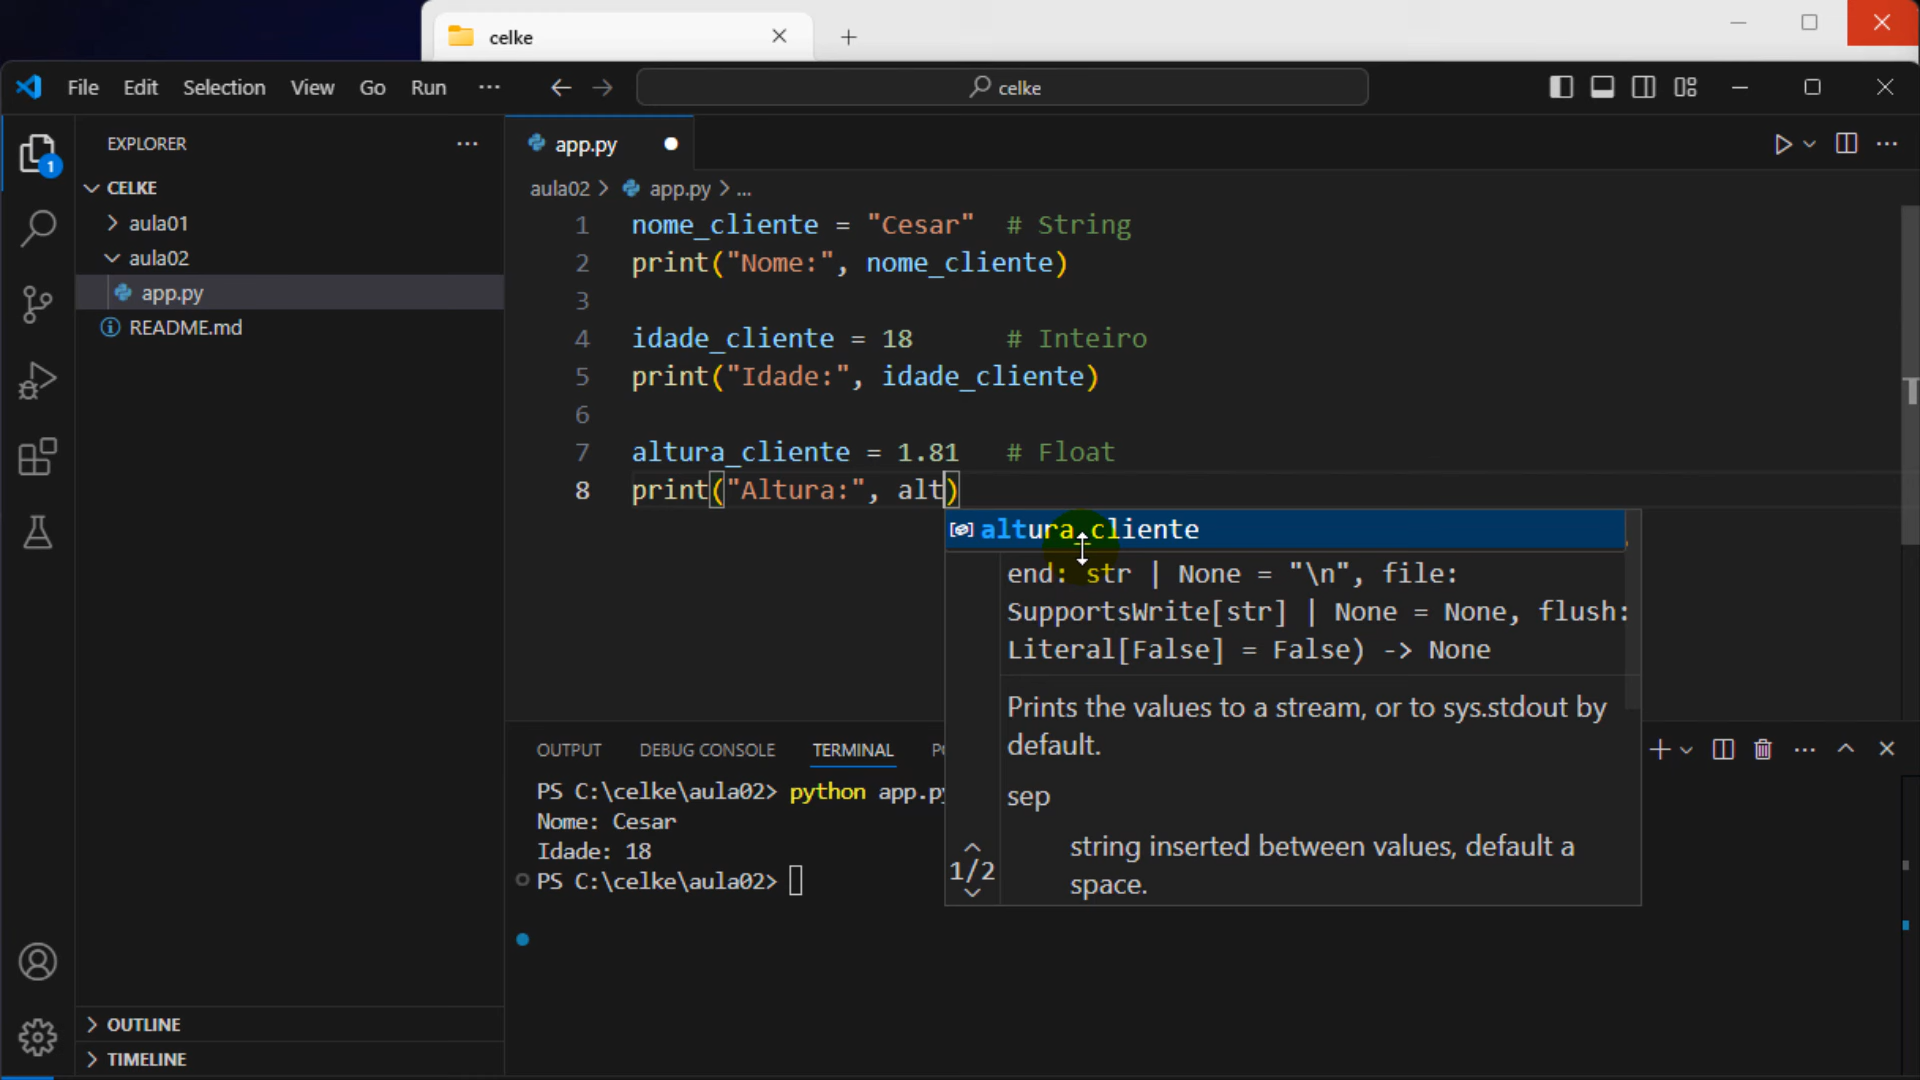 celke
File Edit Selection View Go Run ... celke
EXPLORER ...
app.py
CELKE
aula02 > app.py > ...
aula01
aula02
app.py
README.md
1 nome_cliente = "Cesar"  # String
2 print("Nome:", nome_cliente)
3
4 idade_cliente = 18      # Inteiro
5 print("Idade:", idade_cliente)
6
7 altura_cliente = 1.81   # Float
8 print("Altura:", alt)
altura_cliente
end: str | None = "\n", file:
SupportsWrite[str] | None = None, flush:
Literal[False] = False) -> None
Prints the values to a stream, or to sys.stdout by
default.
sep
string inserted between values, default a
space.
1/2
OUTPUT DEBUG CONSOLE TERMINAL
PS C:\celke\aula02> python app.py
Nome: Cesar
Idade: 18
PS C:\celke\aula02>
OUTLINE
TIMELINE
1